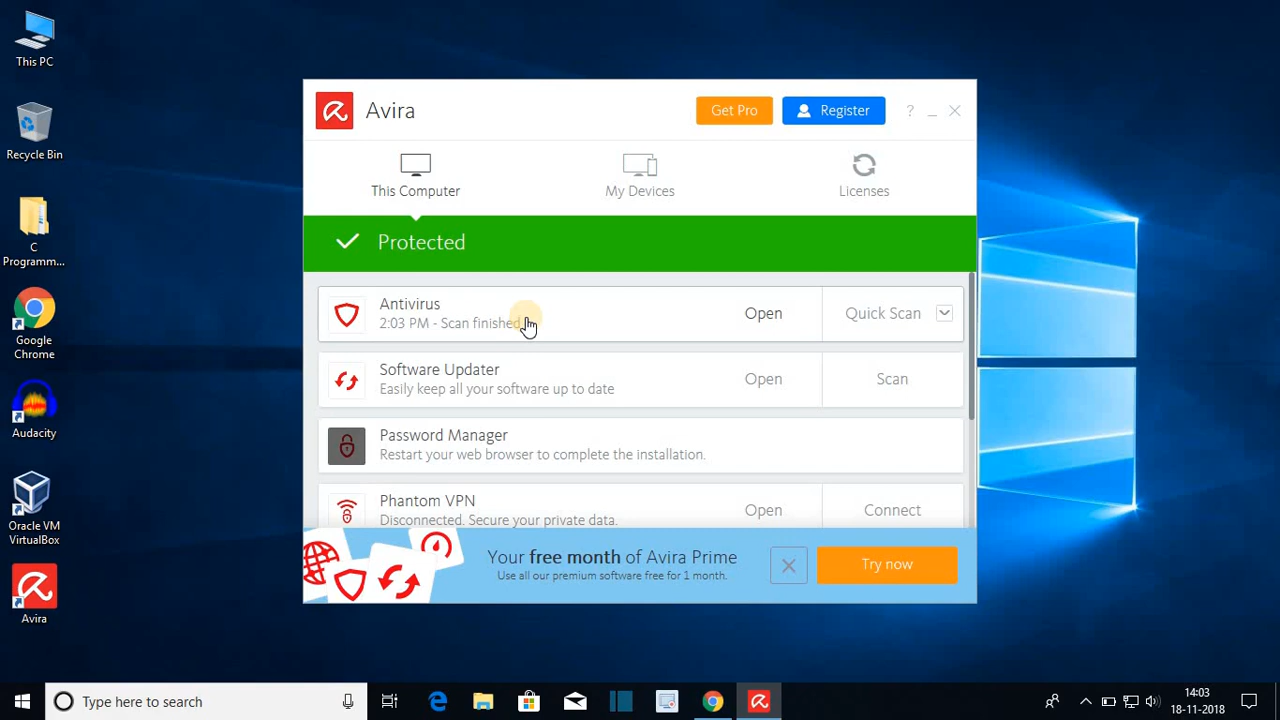 This PC
Recycle Bin
C
Programm...
Google
Chrome
Audacity
Oracle VM
VirtualBox
Avira
Avira
Get Pro
Register
?
This Computer
My Devices
Licenses
Protected
Antivirus
2:03 PM - Scan finished
Open
Quick Scan
Software Updater
Easily keep all your software up to date
Open
Scan
Password Manager
Restart your web browser to complete the installation.
Phantom VPN
Disconnected. Secure your private data.
Open
Connect
Your free month of Avira Prime
Use all our premium software free for 1 month.
Try now
Type here to search
14:03
18-11-2018